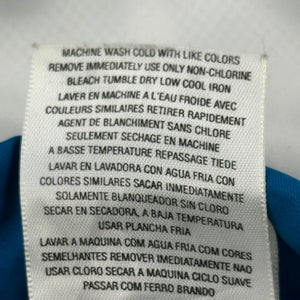 MACHINE WASH COLD WITH LIKE COLORS
REMOVE IMMEDIATELY USE ONLY NON-CHLORINE
BLEACH TUMBLE DRY LOW COOL IRON
LAVER EN MACHINE A L'EAU FROIDE AVEC
COULEURS SIMILAIRES RETIRER RAPIDEMENT
AGENT DE BLANCHIMENT SANS CHLORE
SEULEMENT SECHAGE EN MACHINE
A BASSE TEMPERATURE REPASSAGE TIEDE
LAVAR EN LAVADORA CON AGUA FRIA CON
COLORES SIMILARES SACAR INMEDIATAMENTE
SOLAMENTE BLANQUEADOR SIN CLORO
SECAR EN SECADORA, A BAJA TEMPERATURA
USAR PLANCHA FRIA
LAVAR A MAQUINA COM AGUA FRIA COM CORES
SEMELHANTES REMOVER IMEDIATAMENTE NAO
USAR CLORO SECAR A MAQUINA CICLO SUAVE
PASSAR COM FERRO BRANDO